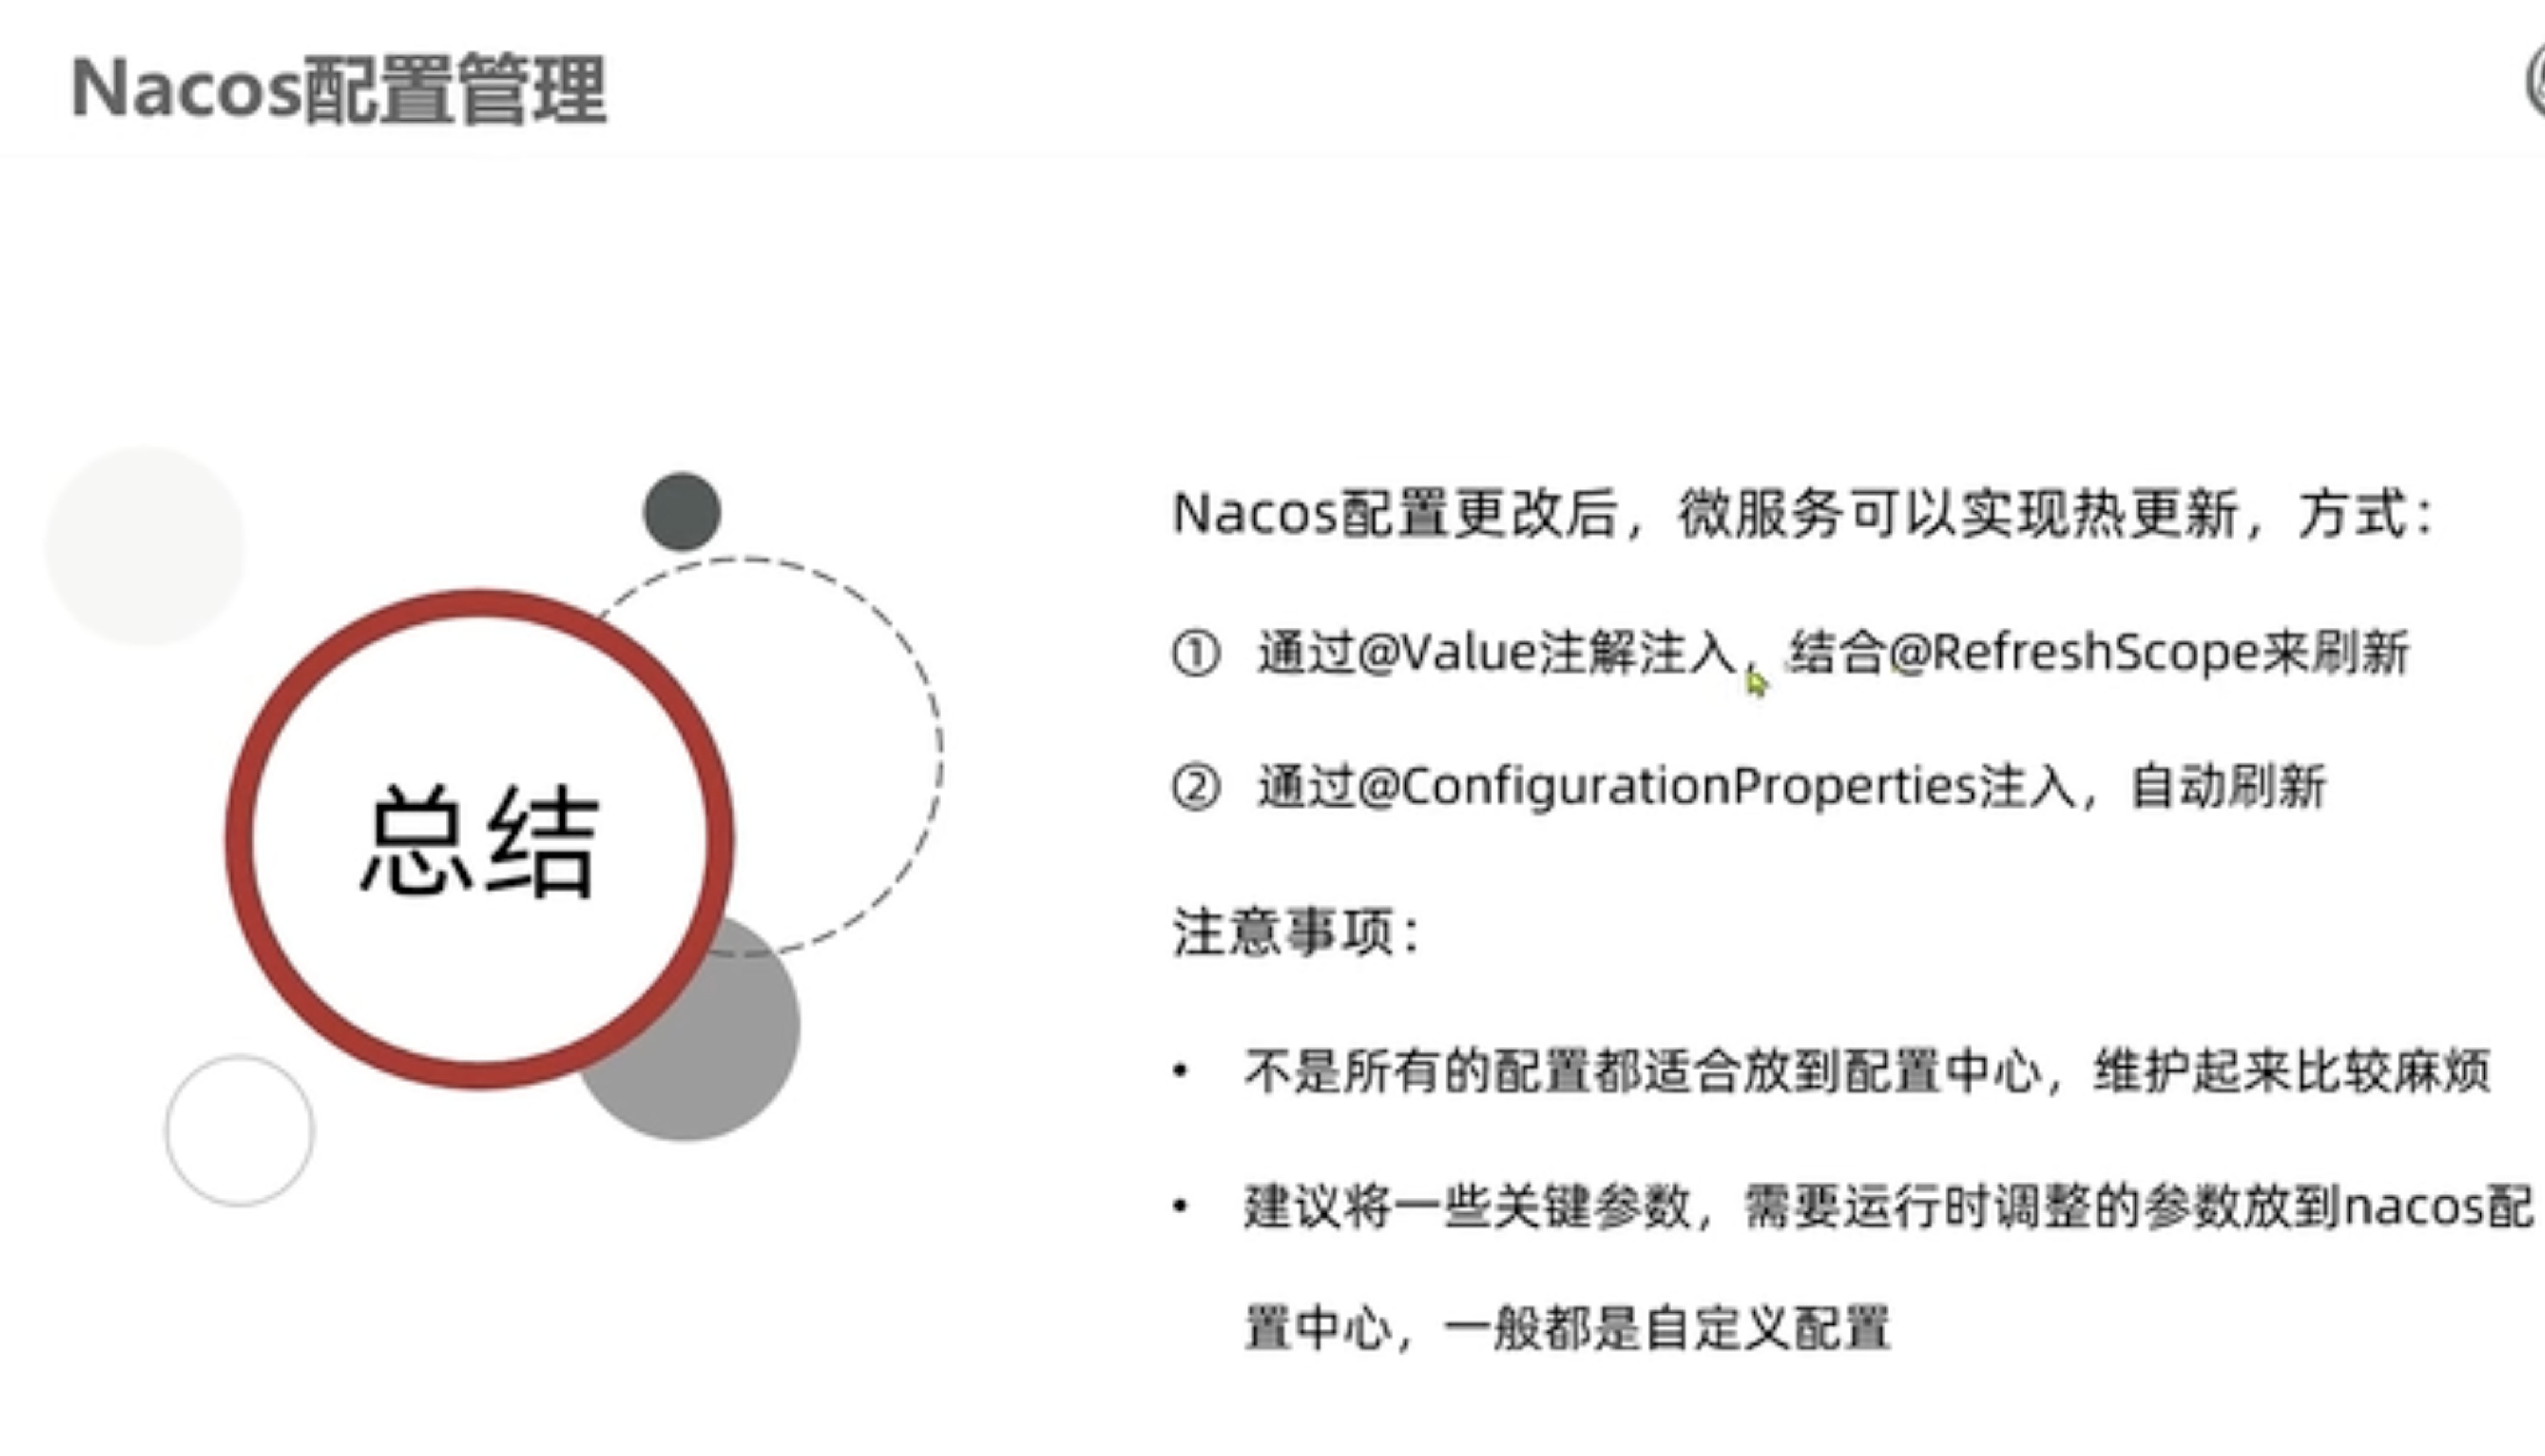 Nacos配置管理
总结
Nacos配置更改后，微服务可以实现热更新，方式：
① 通过@Value注解注入，结合@RefreshScope来刷新
② 通过@ConfigurationProperties注入，自动刷新
注意事项：
• 不是所有的配置都适合放到配置中心，维护起来比较麻烦
• 建议将一些关键参数，需要运行时调整的参数放到nacos配
置中心，一般都是自定义配置